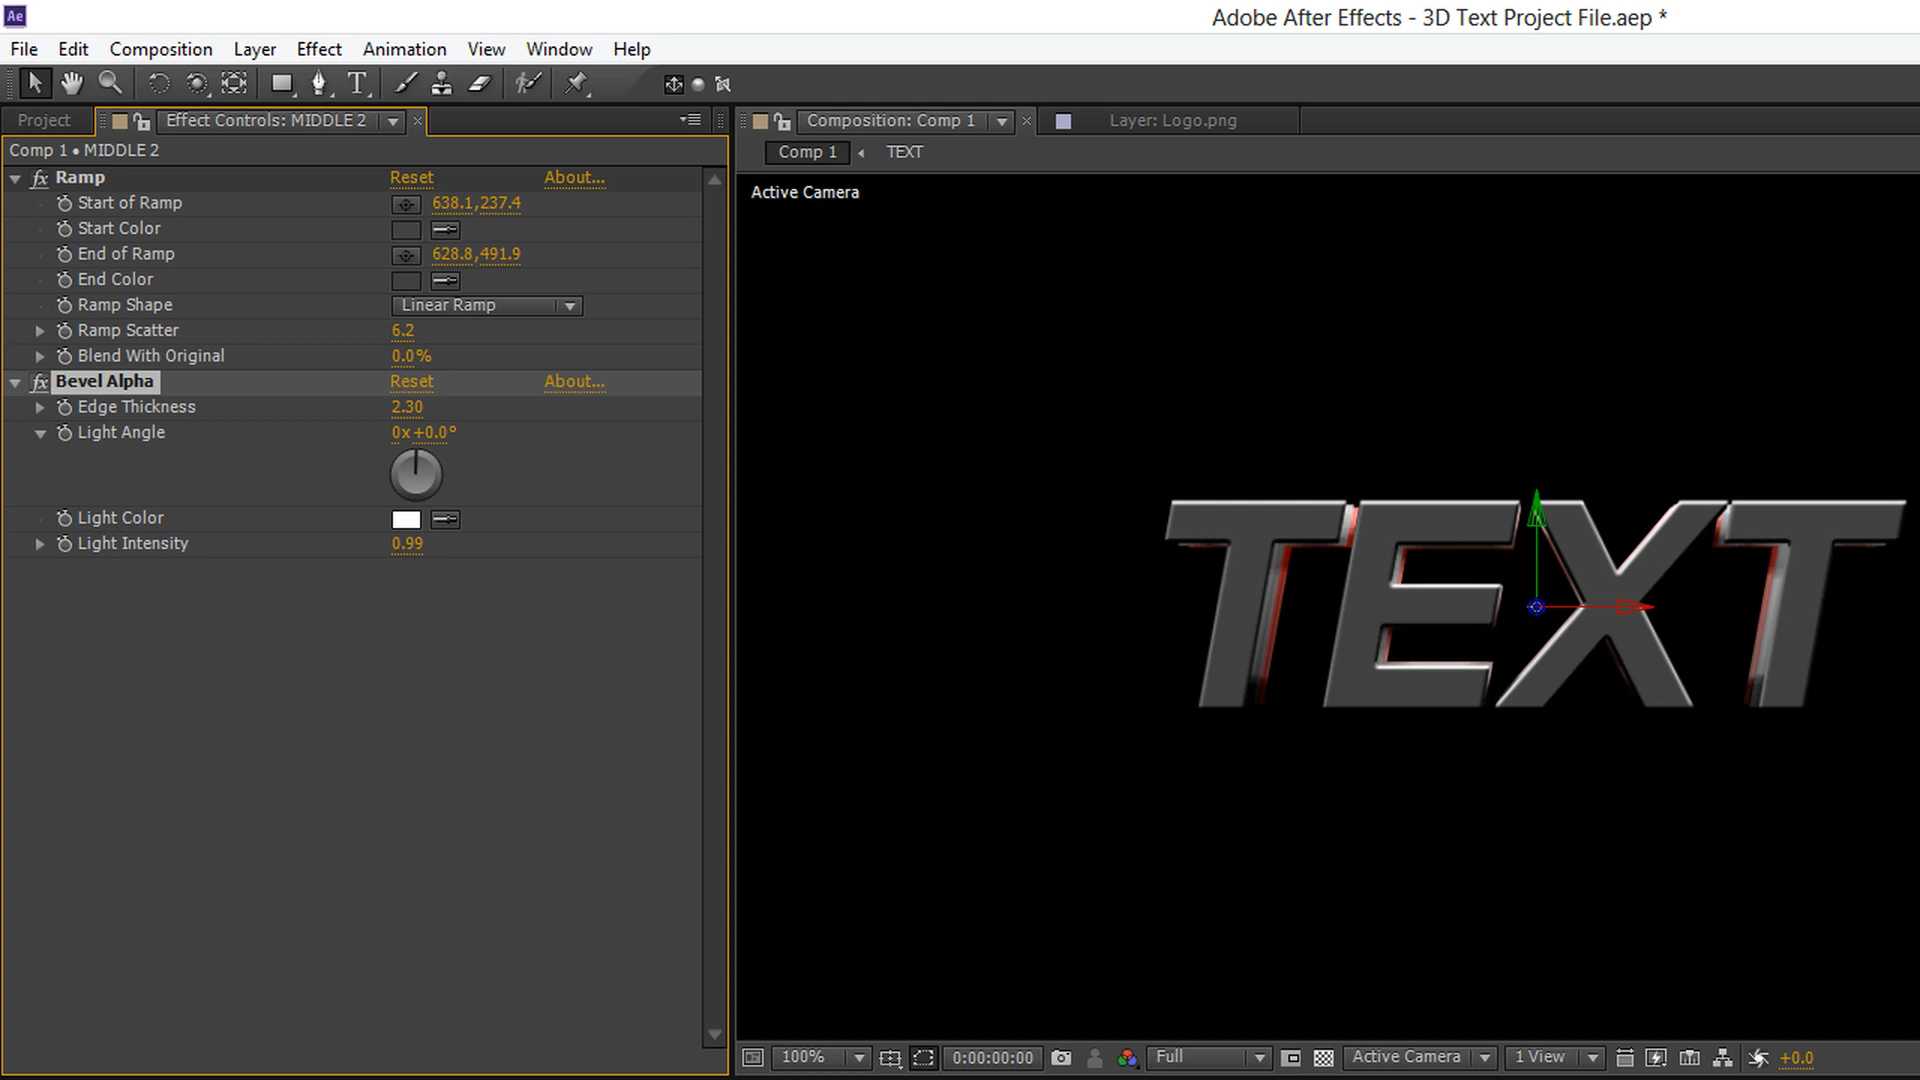 Ae
Adobe After Effects - 3D Text Project File.aep *
File Edit Composition Layer Effect Animation View Window Help
T
Project Effect Controls: MIDDLE 2 × Composition: Comp 1 × Layer: Logo.png
Comp 1 • MIDDLE 2
Comp 1 TEXT
fx Ramp Reset About...
Active Camera
Start of Ramp 638.1,237.4
Start Color
End of Ramp 628.8,491.9
End Color
Ramp Shape Linear Ramp
Ramp Scatter 6.2
Blend With Original 0.0%
fx Bevel Alpha Reset About...
Edge Thickness 2.30
Light Angle 0x+0.0°
Light Color
Light Intensity 0.99
TEXT
100% 0:00:00:00 Full Active Camera 1 View +0.0